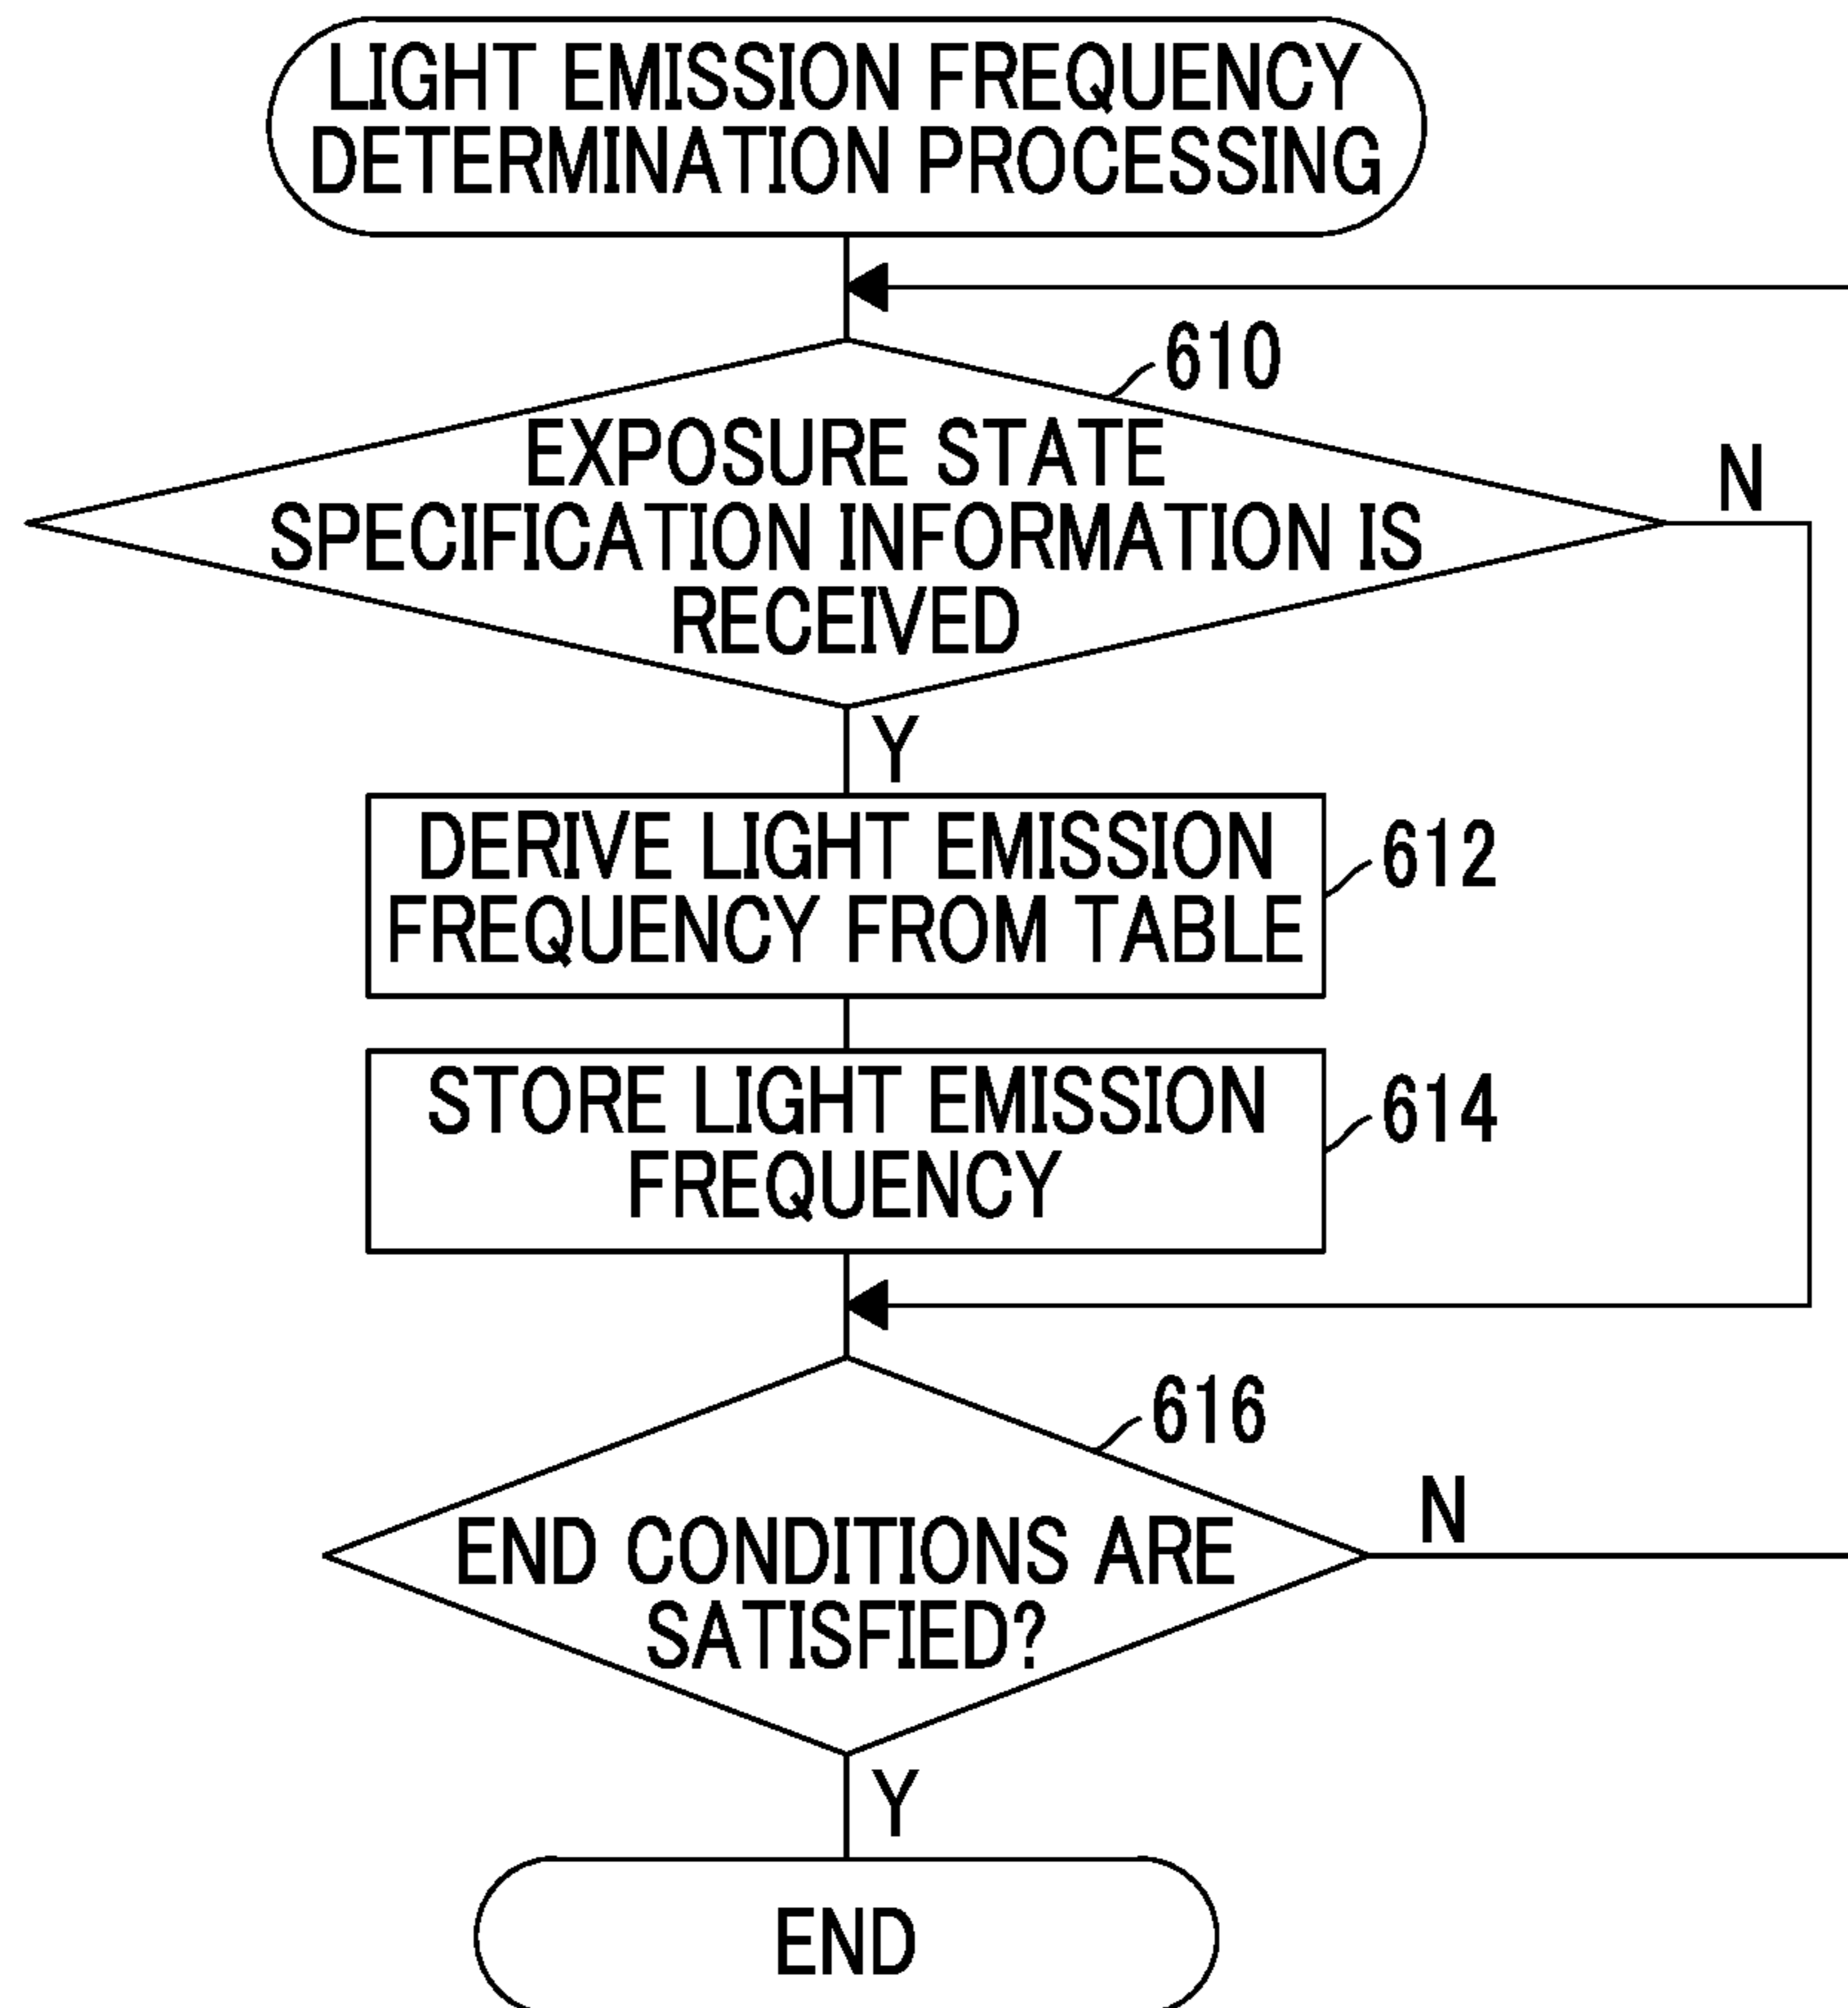 LIGHT EMISSION FREQUENCY
DETERMINATION PROCESSING
610
EXPOSURE STATE
SPECIFICATION INFORMATION IS
RECEIVED
N
Y
DERIVE LIGHT EMISSION
FREQUENCY FROM TABLE
612
STORE LIGHT EMISSION
FREQUENCY
614
616
END CONDITIONS ARE
SATISFIED?
N
Y
END